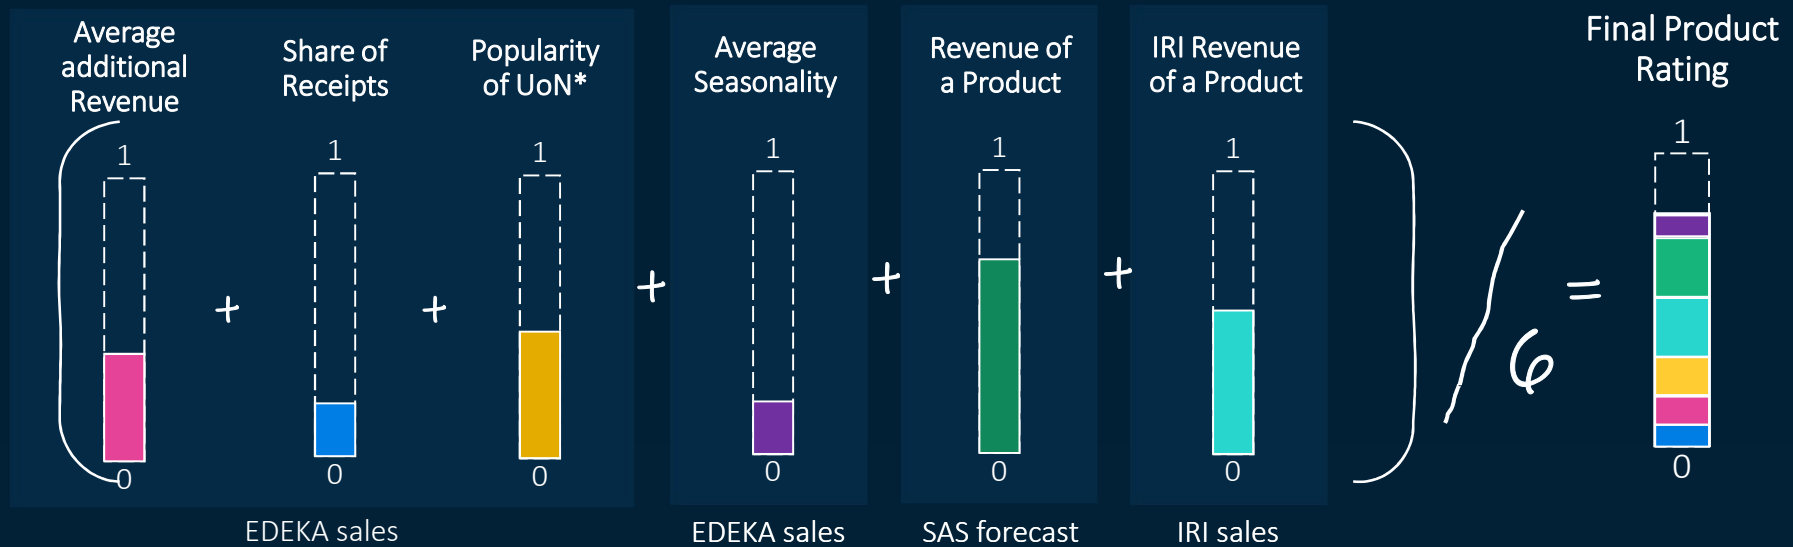 Average
additional
Revenue
1
0
+
Share of
Receipts
1
0
+
Popularity
of UoN*
1
0
EDEKA sales
+
Average
Seasonality
1
0
EDEKA sales
+
Revenue of
a Product
1
0
SAS forecast
+
IRI Revenue
of a Product
1
0
IRI sales
/ 6
=
Final Product
Rating
1
0